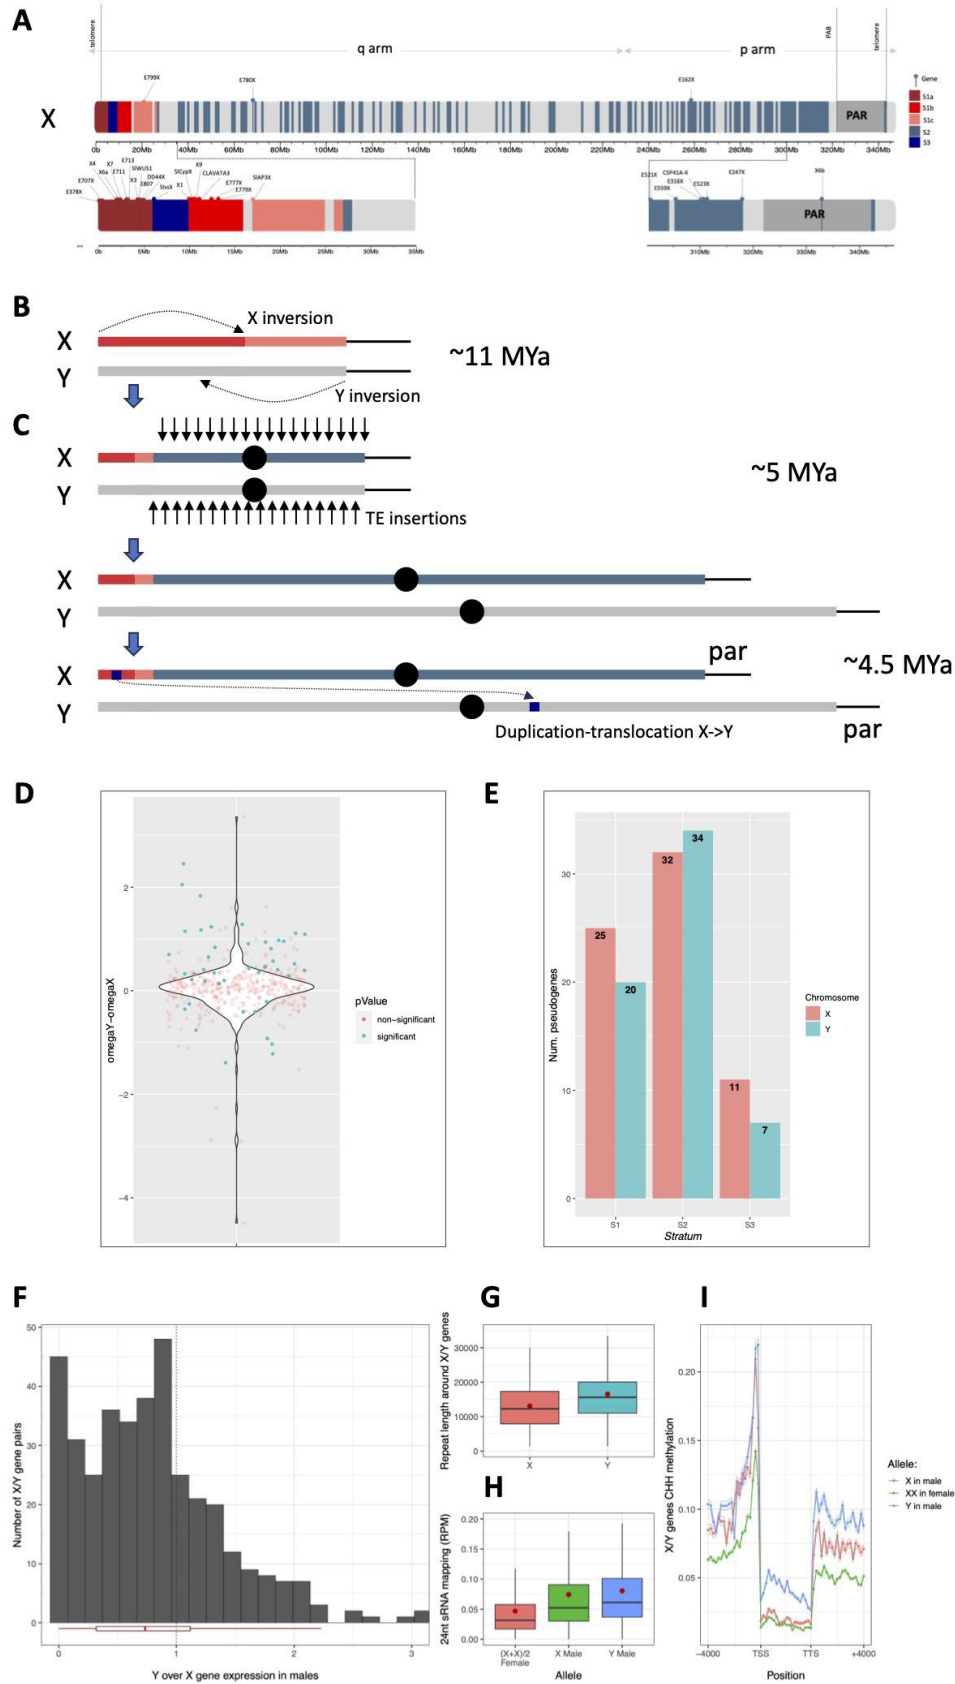 A
telomere
PAB
telomere
q arm
p arm
E799X
E780X
E162X
Gene
S1a
S1b
S1c
S2
S3
X
PAR
0b
20Mb
40Mb
60Mb
80Mb
100Mb
120Mb
140Mb
160Mb
180Mb
200Mb
220Mb
240Mb
260Mb
280Mb
300Mb
320Mb
340Mb
X4
X7
E713
X9
X6a
E711
SlWUS1
SlCypX
CLAVATA3
E707X
X3
DD44X
E777X
SlAP3X
E378X
E807
SlssX
X1
E779X
E521X
CSP41A-X
E247X
X6b
E316X
E523X
E559X
PAR
0b
5Mb
10Mb
15Mb
20Mb
25Mb
30Mb
35Mb
310Mb
320Mb
330Mb
340Mb
B
X inversion
X
~11 MYa
Y
Y inversion
C
X
~5 MYa
Y
TE insertions
X
Y
par
~4.5 MYa
X
Y
Duplication-translocation X->Y
par
D
omegaY-omegaX
2
0
-2
-4
pValue
non-significant
significant
E
Num. pseudogenes
30
20
10
0
25
20
32
34
11
7
S1
S2
S3
Stratum
Chromosome
X
Y
F
Number of X/Y gene pairs
50
40
30
20
10
0
0
1
2
3
Y over X gene expression in males
G
Repeat length around X/Y genes
30000
20000
10000
0
X
Y
H
24nt sRNA mapping (RPM)
0.20
0.15
0.10
0.05
0.00
(X+X)/2
Female
X Male
Y Male
Allele
I
X/Y genes CHH methylation
0.20
0.15
0.10
0.05
-4000
TSS
TTS
+4000
Position
Allele:
X in male
XX in female
Y in male